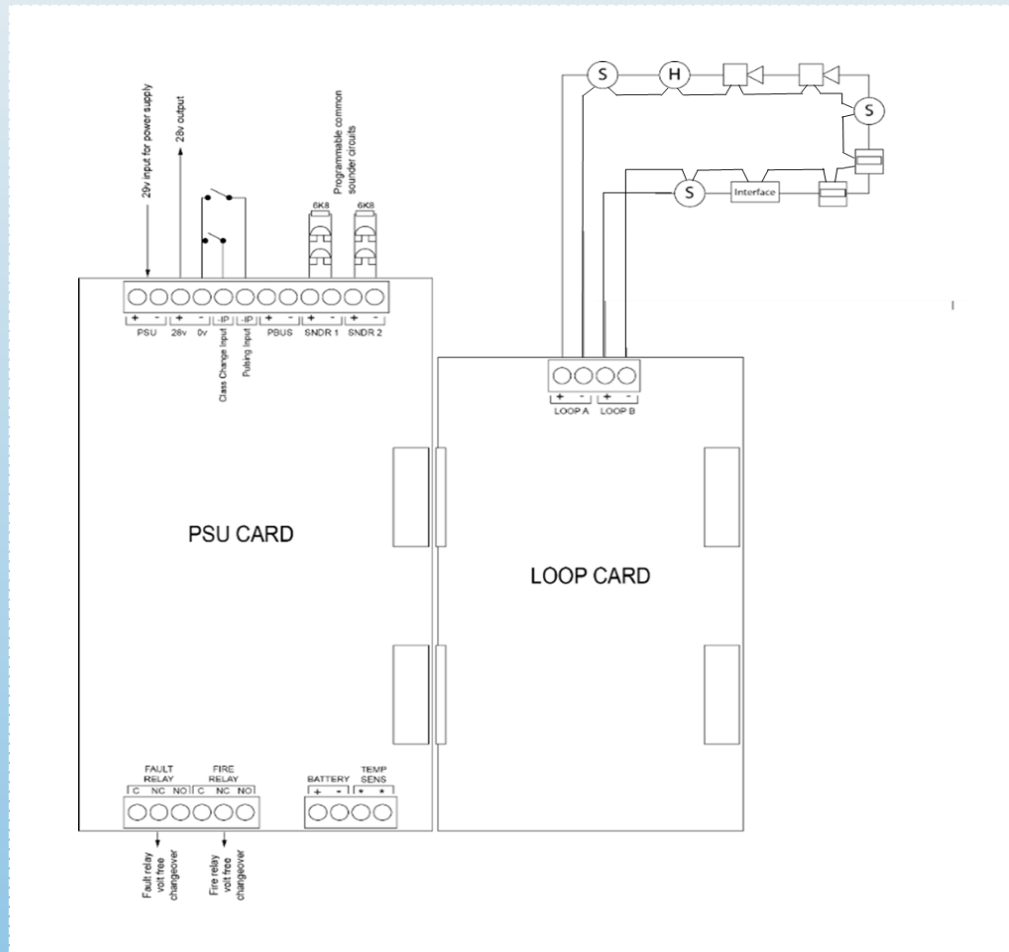 29v input for power supply
28v output
Programmable common
sounder circuits
6K8
6K8
S
H
S
S
Interface
+ - + - -IP -IP + - + - + -
PSU
28v
0v
Class Change Input
Pulsing Input
PBUS
SNDR 1
SNDR 2
+ - + -
LOOP A
LOOP B
PSU CARD
LOOP CARD
FAULT
RELAY
FIRE
RELAY
C NC NO C NC NO
BATTERY
TEMP
SENS
+ - * *
Fault relay
volt free
changeover
Fire relay
volt free
changeover